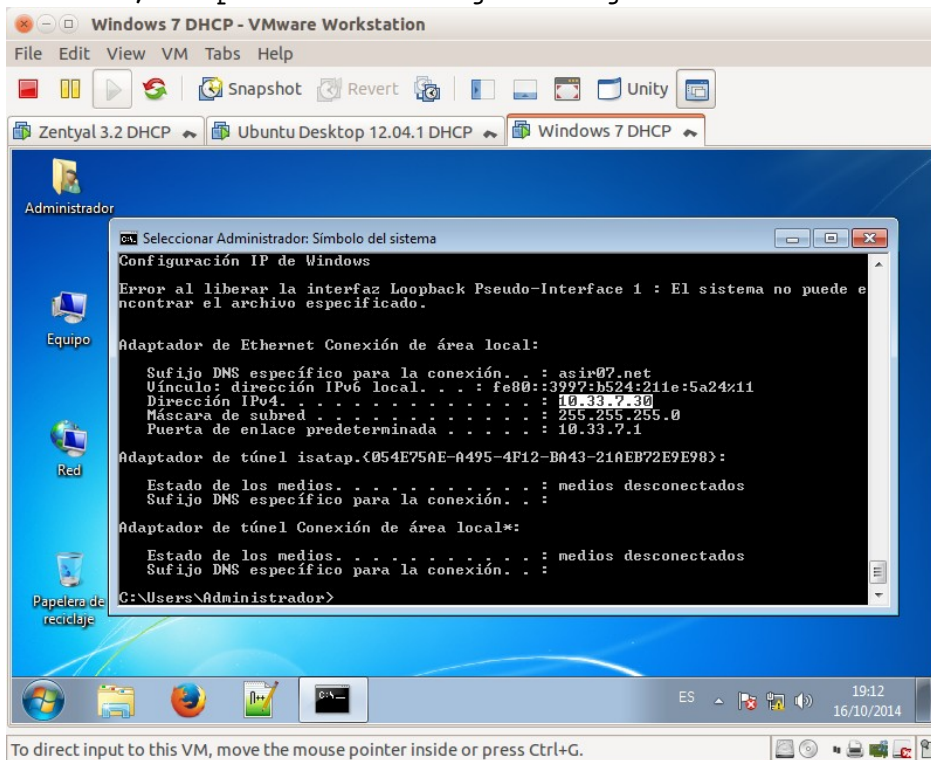 Windows 7 DHCP - VMware Workstation
File Edit View VM Tabs Help
Snapshot Revert Unity
Zentyal 3.2 DHCP Ubuntu Desktop 12.04.1 DHCP Windows 7 DHCP
Administrador
Seleccionar Administrador: Símbolo del sistema
Configuración IP de Windows
Error al liberar la interfaz Loopback Pseudo-Interface 1 : El sistema no puede e
ncontrar el archivo especificado.
Equipo
Adaptador de Ethernet Conexión de área local:
Sufijo DNS específico para la conexión. . : asir07.net
Vínculo: dirección IPv6 local. . . : fe80::3997:b524:211e:5a24%11
Dirección IPv4. . . . . . . . . . . . . . : 10.33.7.30
Máscara de subred . . . . . . . . . . . . : 255.255.255.0
Puerta de enlace predeterminada . . . . . : 10.33.7.1
Red
Adaptador de túnel isatap.{054E75AE-A495-4F12-BA43-21AEB72E9E98}:
Estado de los medios. . . . . . . . . . . : medios desconectados
Sufijo DNS específico para la conexión. . :
Adaptador de túnel Conexión de área local*:
Estado de los medios. . . . . . . . . . . : medios desconectados
Sufijo DNS específico para la conexión. . :
Papelera de
reciclaje
C:\Users\Administrador>
ES
19:12
16/10/2014
To direct input to this VM, move the mouse pointer inside or press Ctrl+G.